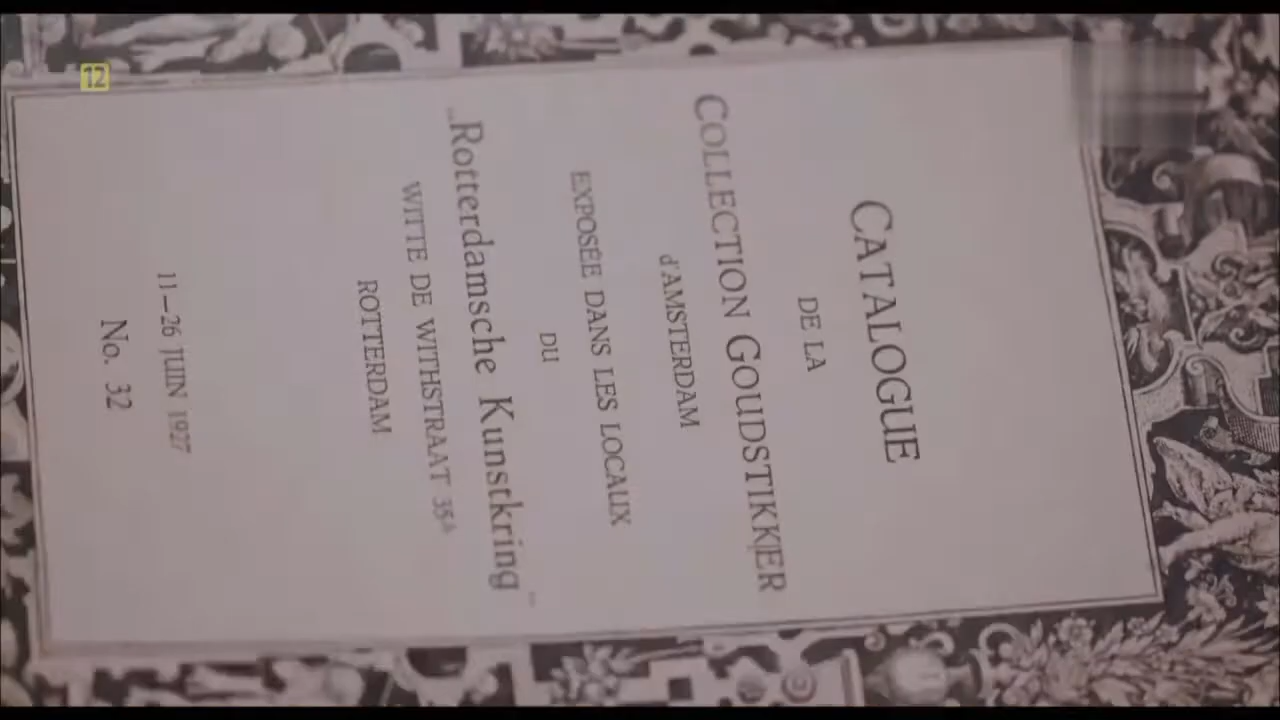 12
CATALOGUE
DE LA
COLLECTION GOUDSTIKKER
d'AMSTERDAM
EXPOSÉE DANS LES LOCAUX
DU
„Rotterdamsche Kunstkring”
WITTE DE WITHSTRAAT 35A
ROTTERDAM
11–26 JUIN 1927
No. 32